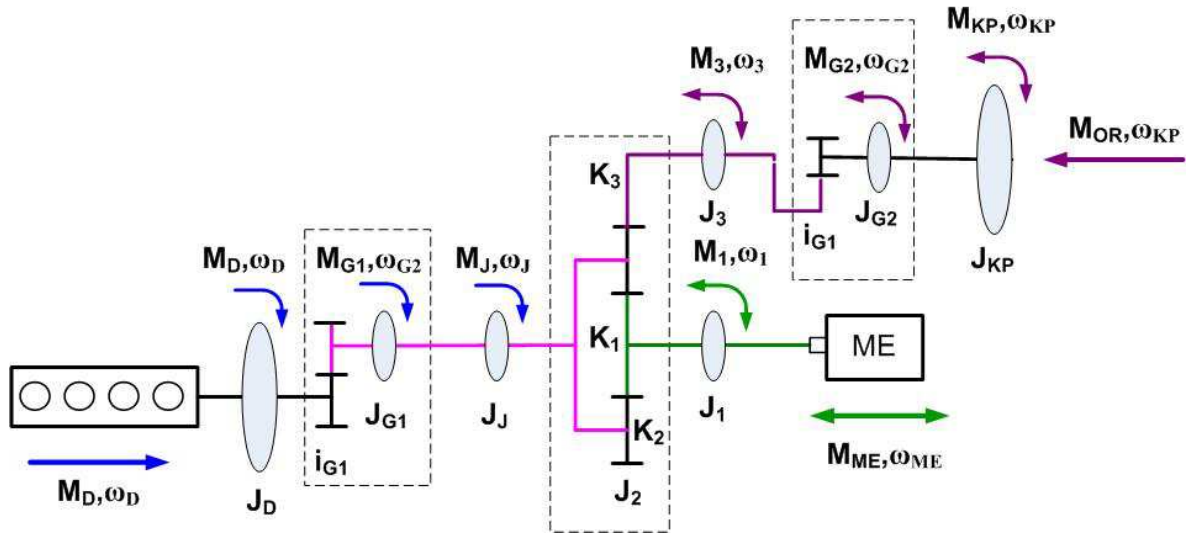 M_KP,ω_KP
M_3,ω_3
M_G2,ω_G2
M_OR,ω_KP
K_3
J_3
J_G2
i_G1
J_KP
M_D,ω_D
M_G1,ω_G2
M_J,ω_J
M_1,ω_1
K_1
ME
J_G1
J_J
J_1
K_2
i_G1
M_ME,ω_ME
M_D,ω_D
J_D
J_2